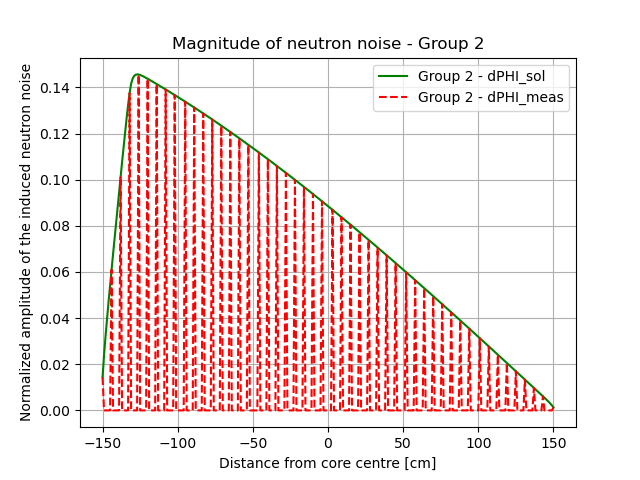 Magnitude of neutron noise - Group 2
Group 2 - dPHI_sol
Group 2 - dPHI_meas
Normalized amplitude of the induced neutron noise
0.14
0.12
0.10
0.08
0.06
0.04
0.02
0.00
−150 −100 −50 0 50 100 150
Distance from core centre [cm]